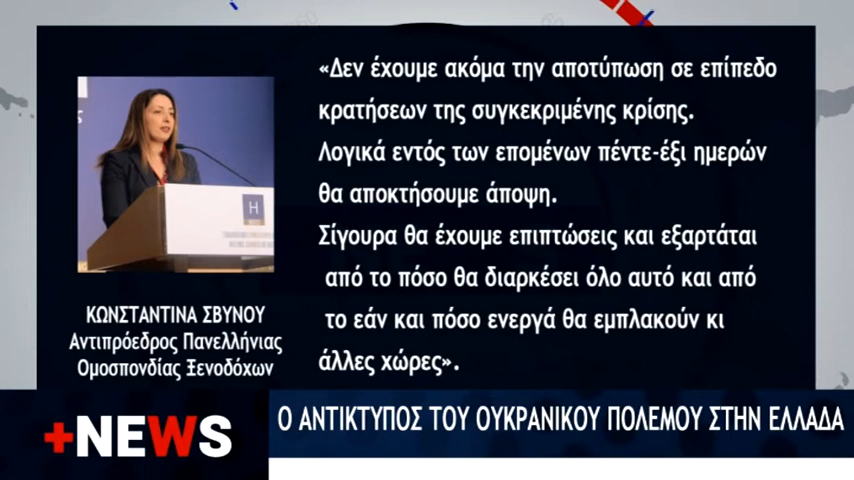 «Δεν έχουμε ακόμα την αποτύπωση σε επίπεδο
κρατήσεων της συγκεκριμένης κρίσης.
Λογικά εντός των επομένων πέντε-έξι ημερών
θα αποκτήσουμε άποψη.
Σίγουρα θα έχουμε επιπτώσεις και εξαρτάται
από το πόσο θα διαρκέσει όλο αυτό και από
το εάν και πόσο ενεργά θα εμπλακούν κι
άλλες χώρες».
H
ΚΩΝΣΤΑΝΤΙΝΑ ΣΒΥΝΟΥ
Αντιπρόεδρος Πανελλήνιας
Ομοσπονδίας Ξενοδόχων
+NEWS
Ο ΑΝΤΙΚΤΥΠΟΣ ΤΟΥ ΟΥΚΡΑΝΙΚΟΥ ΠΟΛΕΜΟΥ ΣΤΗΝ ΕΛΛΑΔΑ